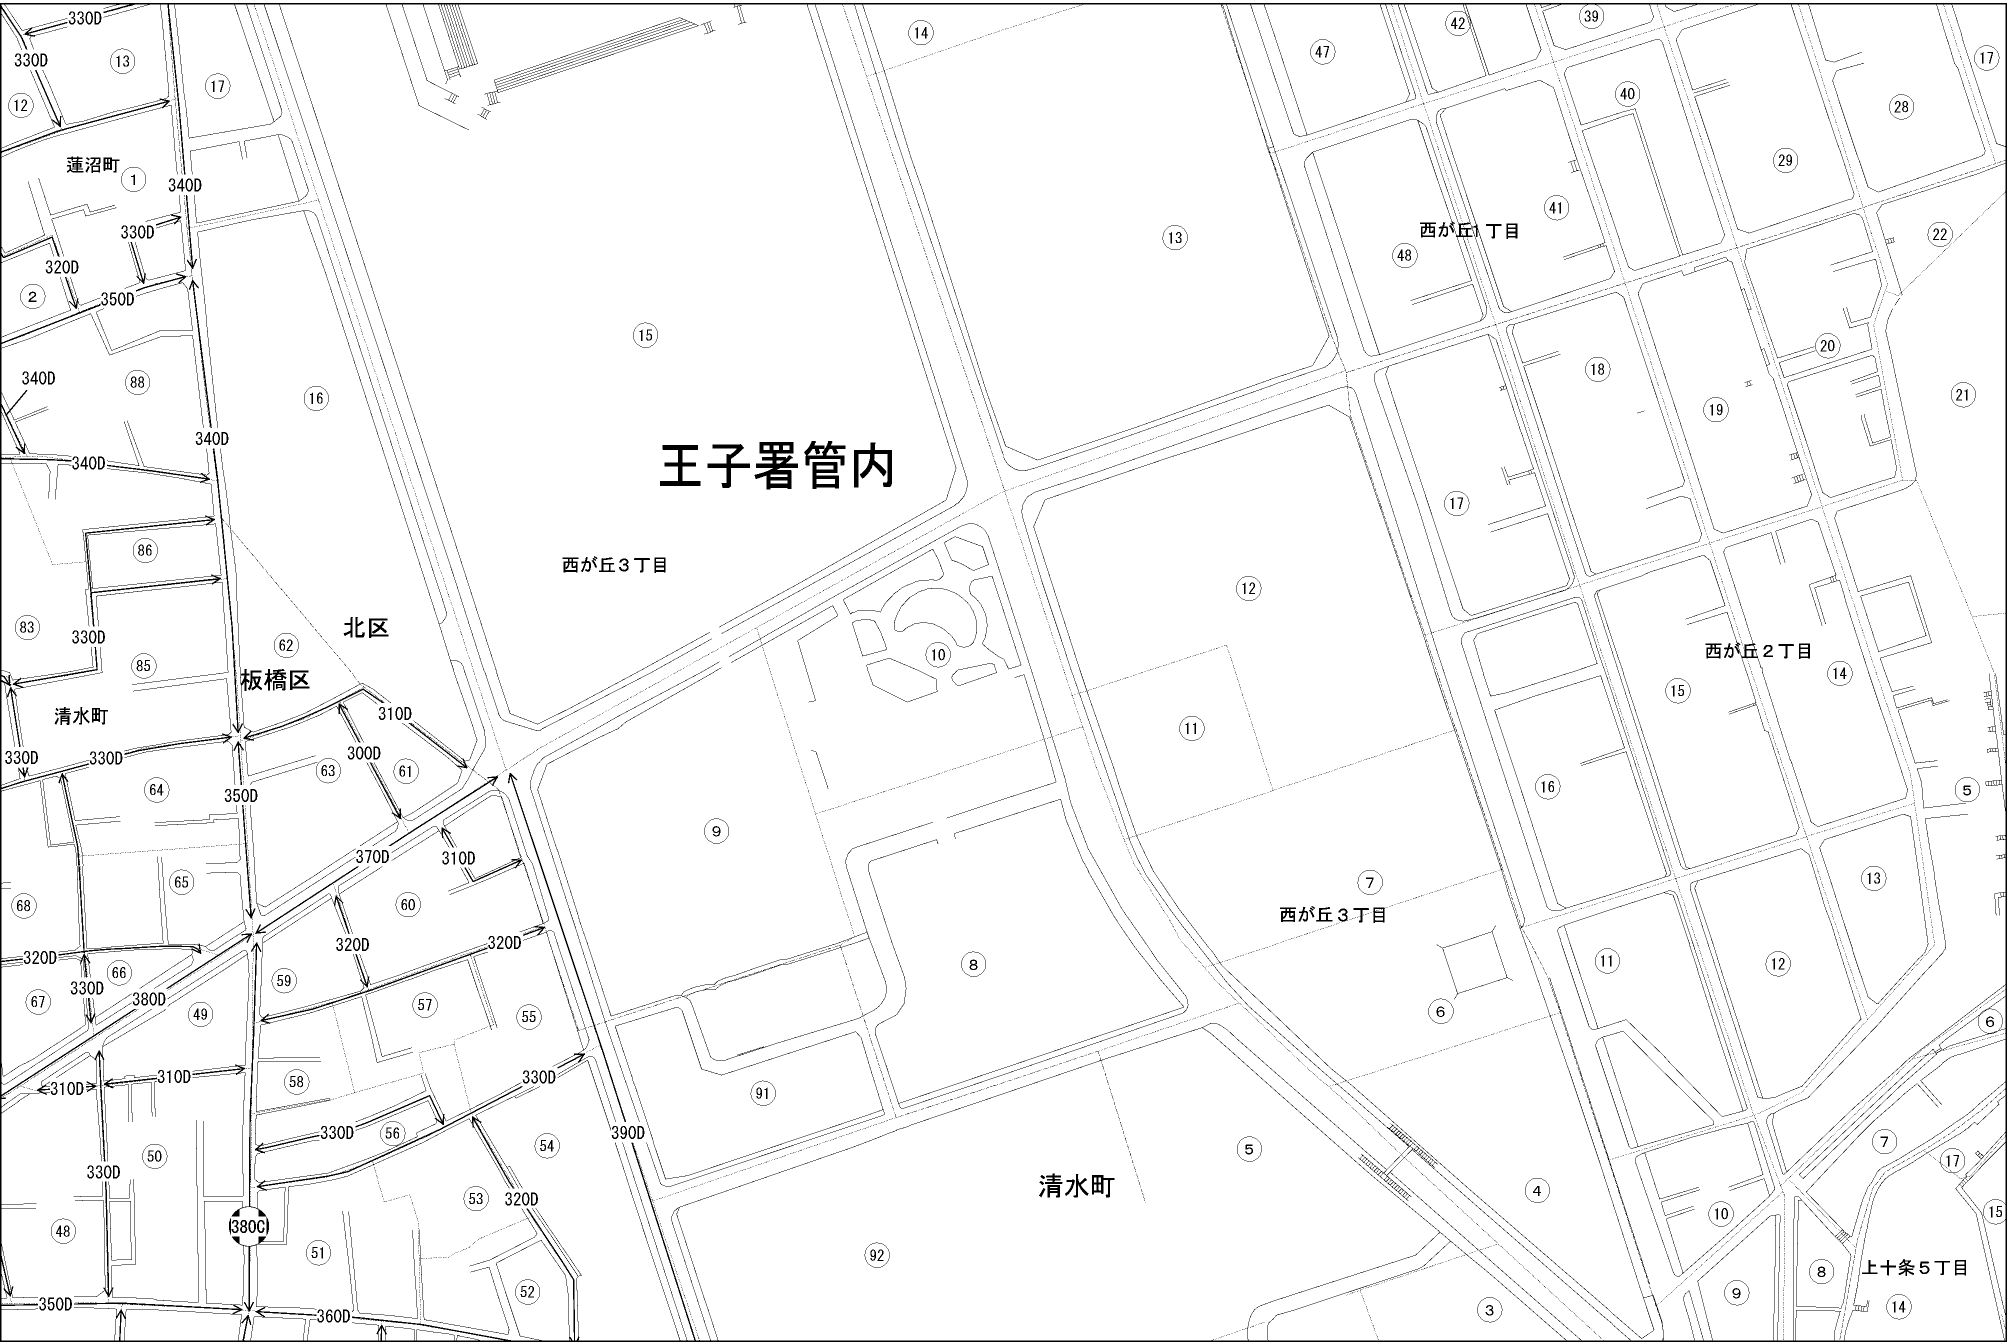 330D
14
42
39
47
17
13
330D
17
40
28
12
29
蓮沼町
1
340D
41
330D
13
西が丘1丁目
22
48
320D
2
350D
15
20
18
340D
88
21
16
19
340D
王子署管内
340D
17
86
西が丘３丁目
12
83
330D
北区
62
10
西が丘２丁目
85
板橋区
14
15
清水町
310D
11
300D
330D
330D
63
61
16
64
350D
5
9
370D
310D
65
7
13
68
60
西が丘３丁目
320D
320D
320D
59
66
8
11
12
330D
67
380D
57
49
55
6
6
310D
310D
58
330D
91
330D
56
390D
7
54
5
50
17
330D
清水町
4
53
320D
15
10
48
380C
51
92
上十条５丁目
8
52
9
14
350D
360D
3